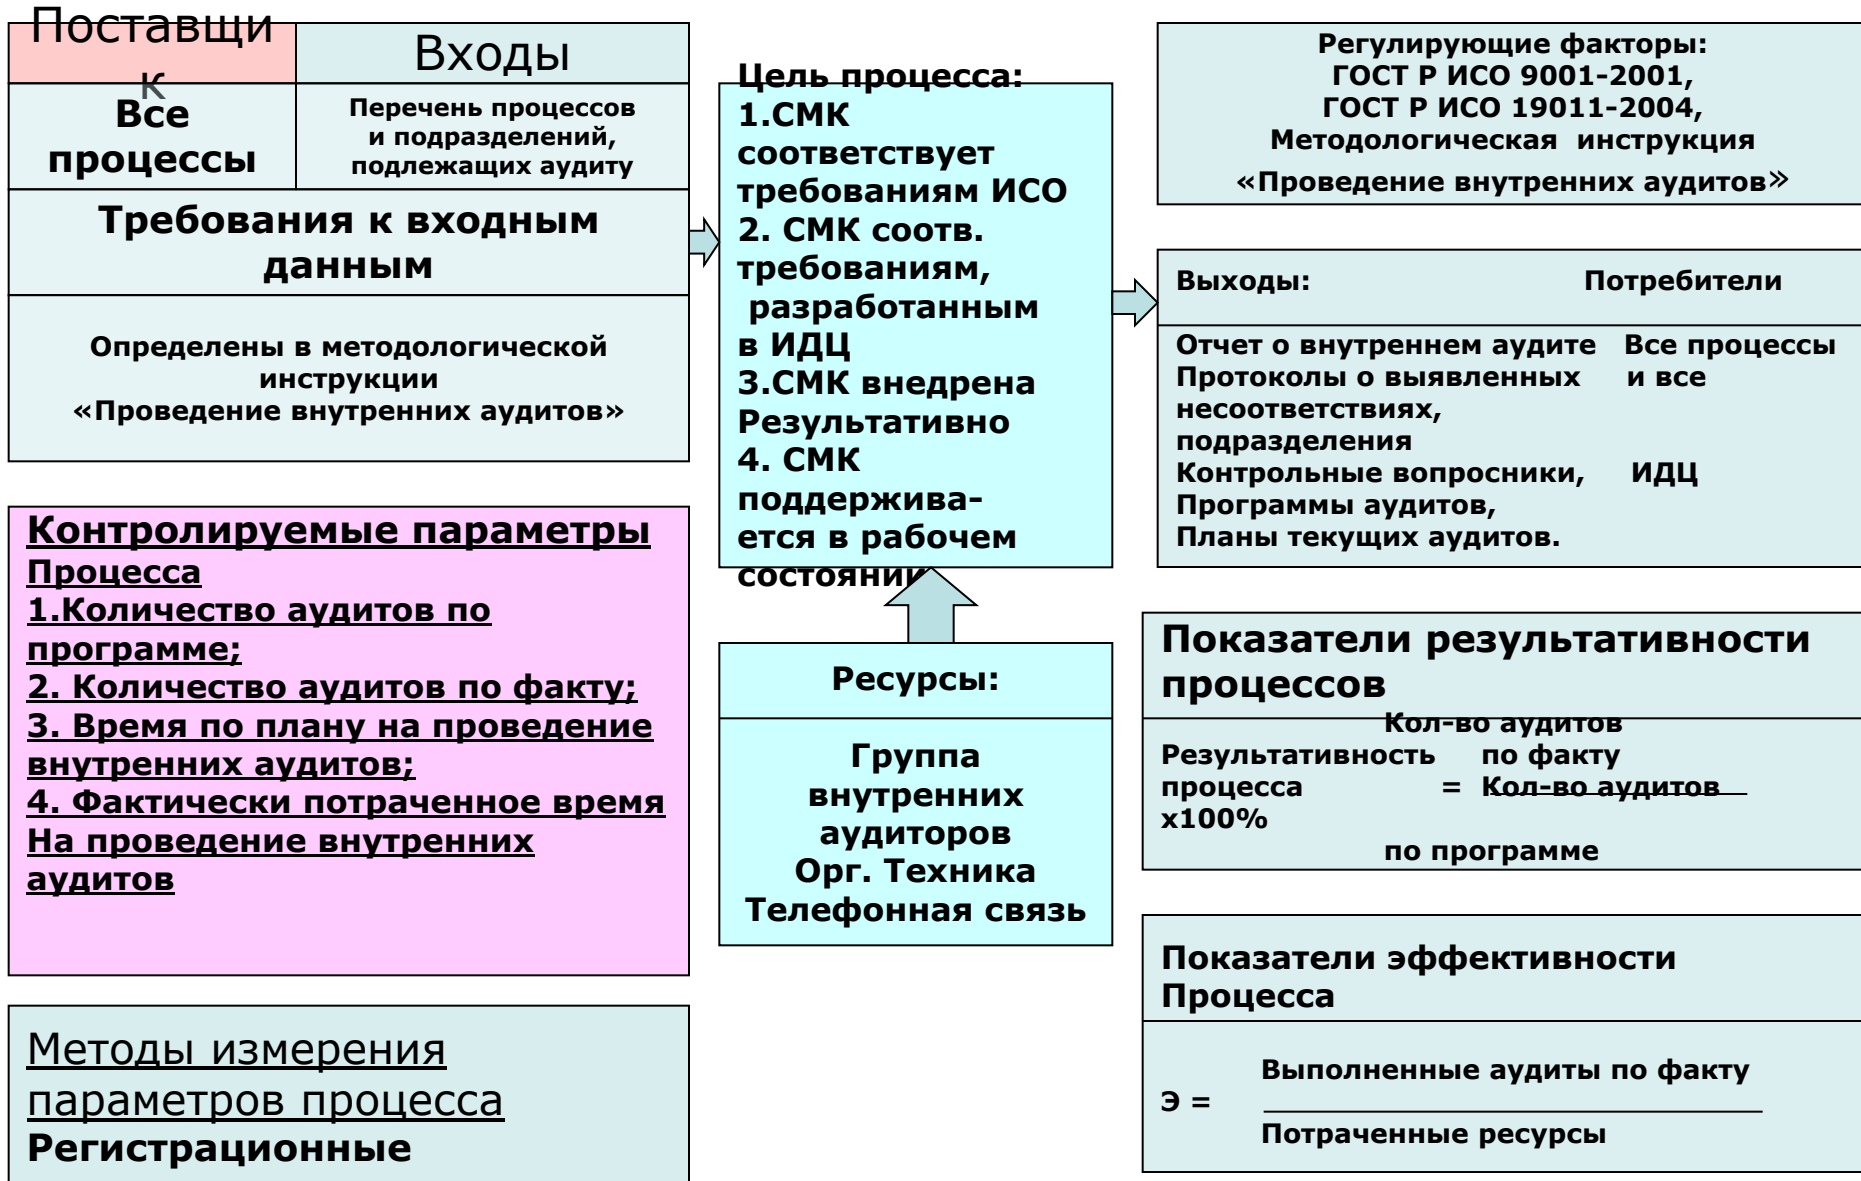 Поставщи
к
Входы
Все
процессы
Перечень процессов
и подразделений,
подлежащих аудиту
Требования к входным
данным
Определены в методологической
инструкции
«Проведение внутренних аудитов»
Контролируемые параметры
Процесса
1.Количество аудитов по
программе;
2. Количество аудитов по факту;
3. Время по плану на проведение
внутренних аудитов;
4. Фактически потраченное время
На проведение внутренних
аудитов
Методы измерения
параметров процесса
Регистрационные
Цель процесса:
1.СМК
соответствует
требованиям ИСО
2. СМК соотв.
требованиям,
разработанным
в ИДЦ
3.СМК внедрена
Результативно
4. СМК
поддержива-
ется в рабочем
состоянии
Ресурсы:
Группа
внутренних
аудиторов
Орг. Техника
Телефонная связь
Регулирующие факторы:
ГОСТ Р ИСО 9001-2001,
ГОСТ Р ИСО 19011-2004,
Методологическая инструкция
«Проведение внутренних аудитов»
Выходы: Потребители
Отчет о внутреннем аудите Все процессы
Протоколы о выявленных и все
несоответствиях,
подразделения
Контрольные вопросники, ИДЦ
Программы аудитов,
Планы текущих аудитов.
Показатели результативности
процессов
Кол-во аудитов
Результативность по факту
процесса = Кол-во аудитов
х100%
по программе
Показатели эффективности
Процесса
Выполненные аудиты по факту
Э =
Потраченные ресурсы